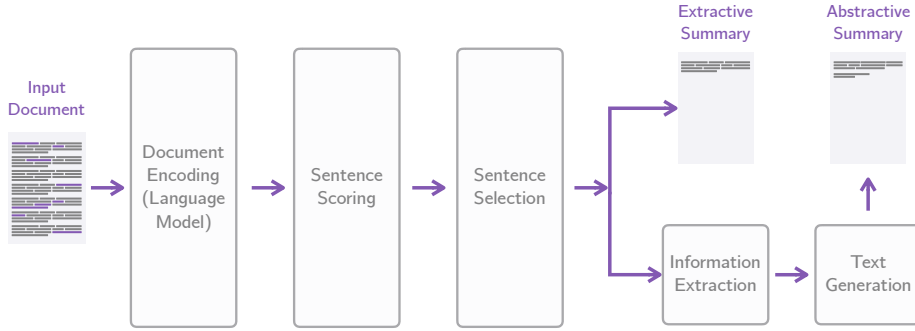 Input
Document
Document
Encoding
(Language
Model)
Sentence
Scoring
Sentence
Selection
Extractive
Summary
Abstractive
Summary
Information
Extraction
Text
Generation